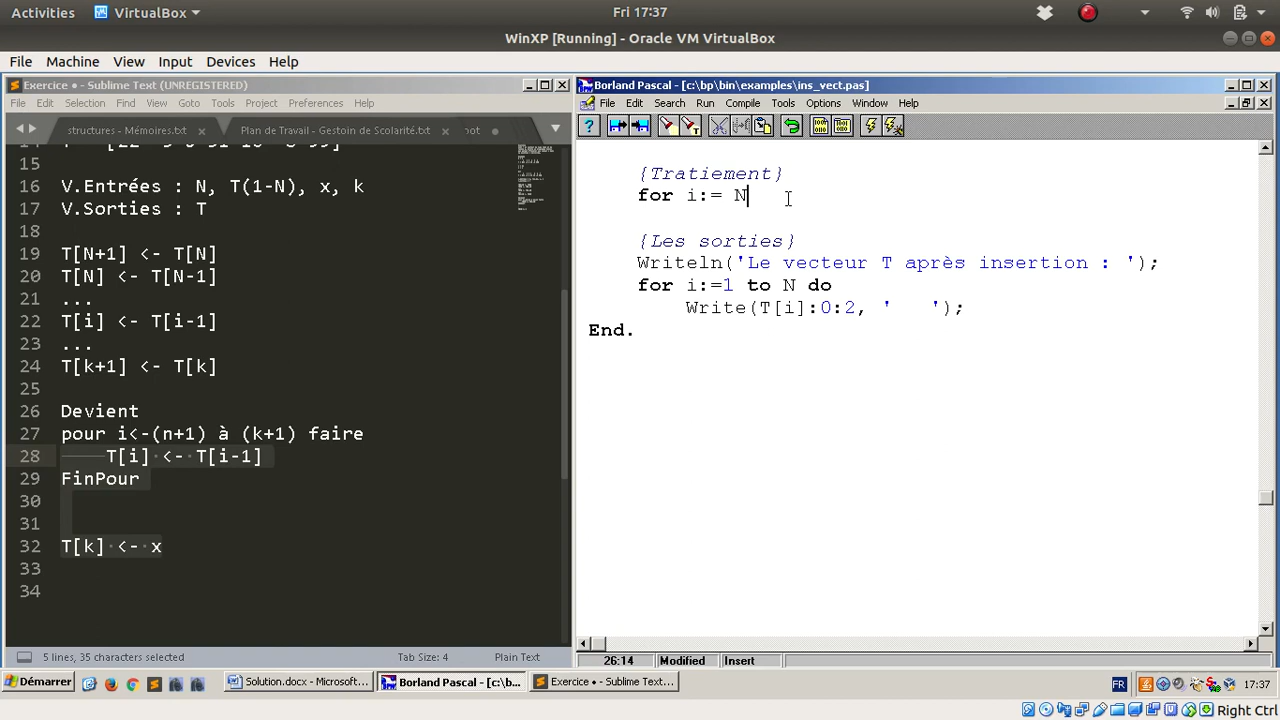 Activities VirtualBox Fri 17:37
WinXP [Running] - Oracle VM VirtualBox
File Machine View Input Devices Help
Exercice • - Sublime Text (UNREGISTERED)
File Edit Selection Find View Goto Tools Project Preferences Help
structures - Mémoires.txt × Plan de Travail - Gestoin de Scolarité.txt
15
16 V.Entrées : N, T(1-N), x, k
17 V.Sorties : T
18
19 T[N+1] <- T[N]
20 T[N] <- T[N-1]
21 ...
22 T[i] <- T[i-1]
23 ...
24 T[k+1] <- T[k]
25
26 Devient
27 pour i<-(n+1) à (k+1) faire
28 T[i] <- T[i-1]
29 FinPour
30
31
32 T[k] <- x
33
34
5 lines, 35 characters selected Tab Size: 4 Plain Text
Borland Pascal - [c:\bp\bin\examples\ins_vect.pas]
File Edit Search Run Compile Tools Options Window Help
{Tratiement}
for i:= N
{Les sorties}
Writeln('Le vecteur T après insertion : ');
for i:=1 to N do
Write(T[i]:0:2, '   ');
End.
26:14 Modified Insert
Démarrer Solution.docx - Microsoft... Borland Pascal - [c:\b... Exercice • - Sublime Text... FR 17:37
Right Ctrl